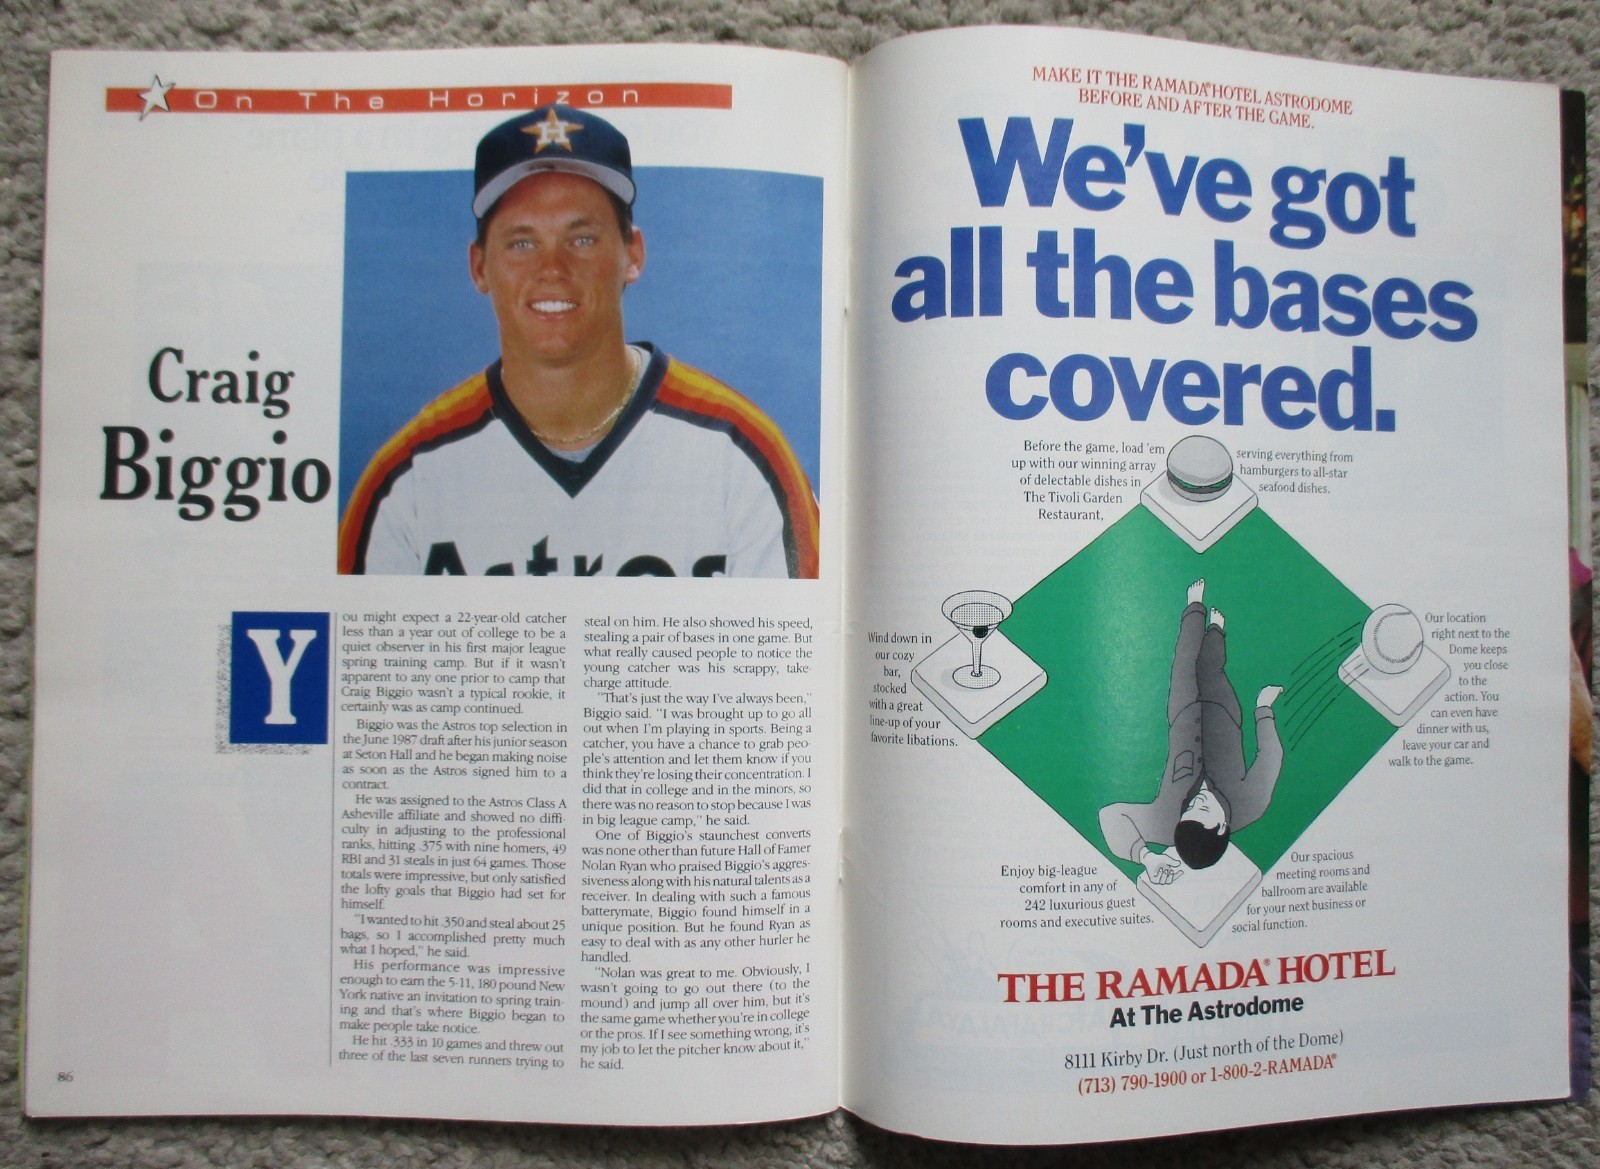 On The Horizon
H
Craig
Biggio
Astros
Y
ou might expect a 22-year-old catcher
less than a year out of college to be a
quiet observer in his first major league
spring training camp. But if it wasn't
apparent to any one prior to camp that
Craig Biggio wasn't a typical rookie, it
certainly was as camp continued.
Biggio was the Astros top selection in
the June 1987 draft after his junior season
at Seton Hall and he began making noise
as soon as the Astros signed him to a
contract.
He was assigned to the Astros Class A
Asheville affiliate and showed no diffi-
culty in adjusting to the professional
ranks, hitting .375 with nine homers, 49
RBI and 31 steals in just 64 games. Those
totals were impressive, but only satisfied
the lofty goals that Biggio had set for
himself.
"I wanted to hit .350 and steal about 25
bags, so I accomplished pretty much
what I hoped," he said.
His performance was impressive
enough to earn the 5-11, 180 pound New
York native an invitation to spring train-
ing and that's where Biggio began to
make people take notice.
He hit .333 in 10 games and threw out
three of the last seven runners trying to
steal on him. He also showed his speed,
stealing a pair of bases in one game. But
what really caused people to notice the
young catcher was his scrappy, take-
charge attitude.
"That's just the way I've always been,"
Biggio said. "I was brought up to go all
out when I'm playing in sports. Being a
catcher, you have a chance to grab peo-
ple's attention and let them know if you
think they're losing their concentration. I
did that in college and in the minors, so
there was no reason to stop because I was
in big league camp," he said.
One of Biggio's staunchest converts
was none other than future Hall of Famer
Nolan Ryan who praised Biggio's aggres-
siveness along with his natural talents as a
receiver. In dealing with such a famous
batterymate, Biggio found himself in a
unique position. But he found Ryan as
easy to deal with as any other hurler he
handled.
"Nolan was great to me. Obviously, I
wasn't going to go out there (to the
mound) and jump all over him, but it's
the same game whether you're in college
or the pros. If I see something wrong, it's
my job to let the pitcher know about it,"
he said.
86
MAKE IT THE RAMADA® HOTEL ASTRODOME
BEFORE AND AFTER THE GAME.
We've got
all the bases
covered.
Before the game, load 'em
up with our winning array
of delectable dishes in
The Tivoli Garden
Restaurant,
serving everything from
hamburgers to all-star
seafood dishes.
Wind down in
our cozy
bar,
stocked
with a great
line-up of your
favorite libations.
Our location
right next to the
Dome keeps
you close
to the
action. You
can even have
dinner with us,
leave your car and
walk to the game.
Enjoy big-league
comfort in any of
242 luxurious guest
rooms and executive suites.
Our spacious
meeting rooms and
ballroom are available
for your next business or
social function.
THE RAMADA® HOTEL
At The Astrodome
8111 Kirby Dr. (Just north of the Dome)
(713) 790-1900 or 1-800-2-RAMADA®